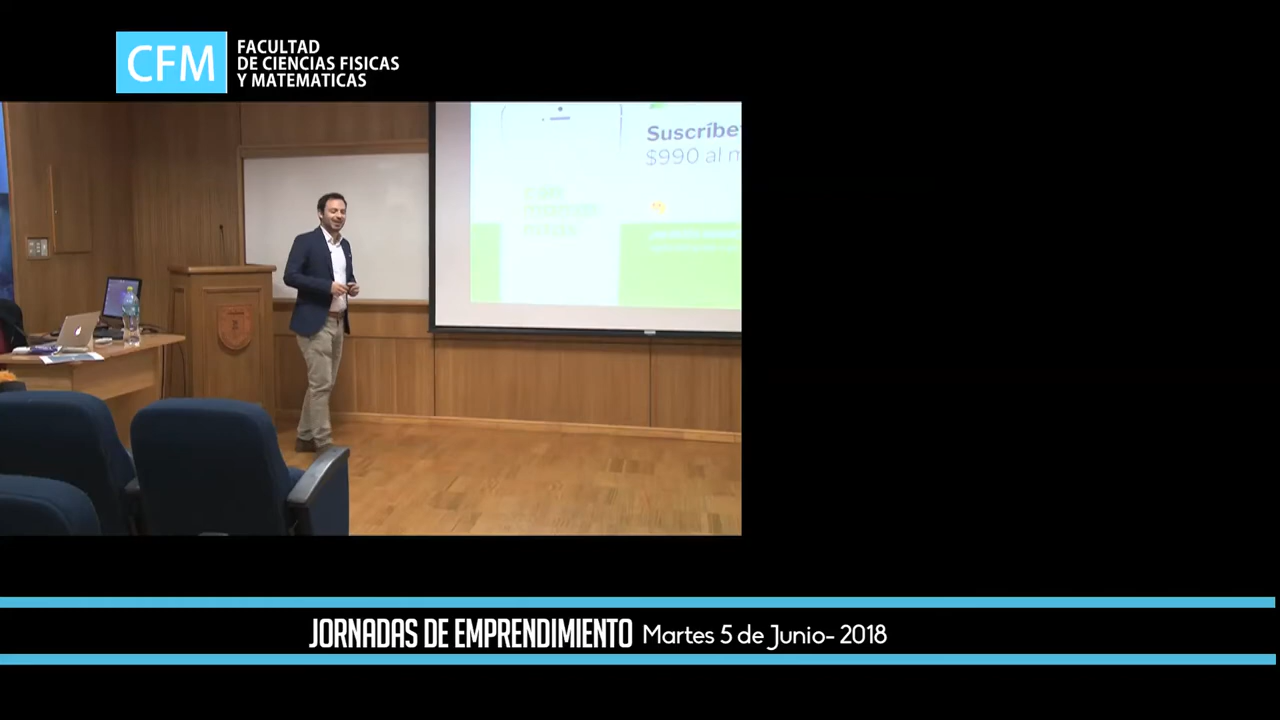 CFM
FACULTAD
DE CIENCIAS FISICAS
Y MATEMATICAS
Suscríbe
$990 al m
JORNADAS DE EMPRENDIMIENTO Martes 5 de Junio- 2018